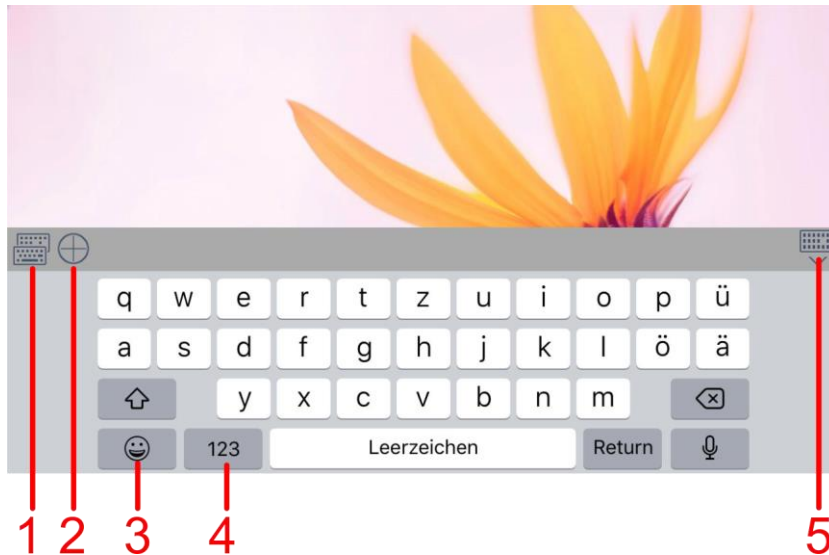 q w e r t z u i o p ü
a s d f g h j k l ö ä
y x c v b n m
123 Leerzeichen Return
1 2 3 4 5